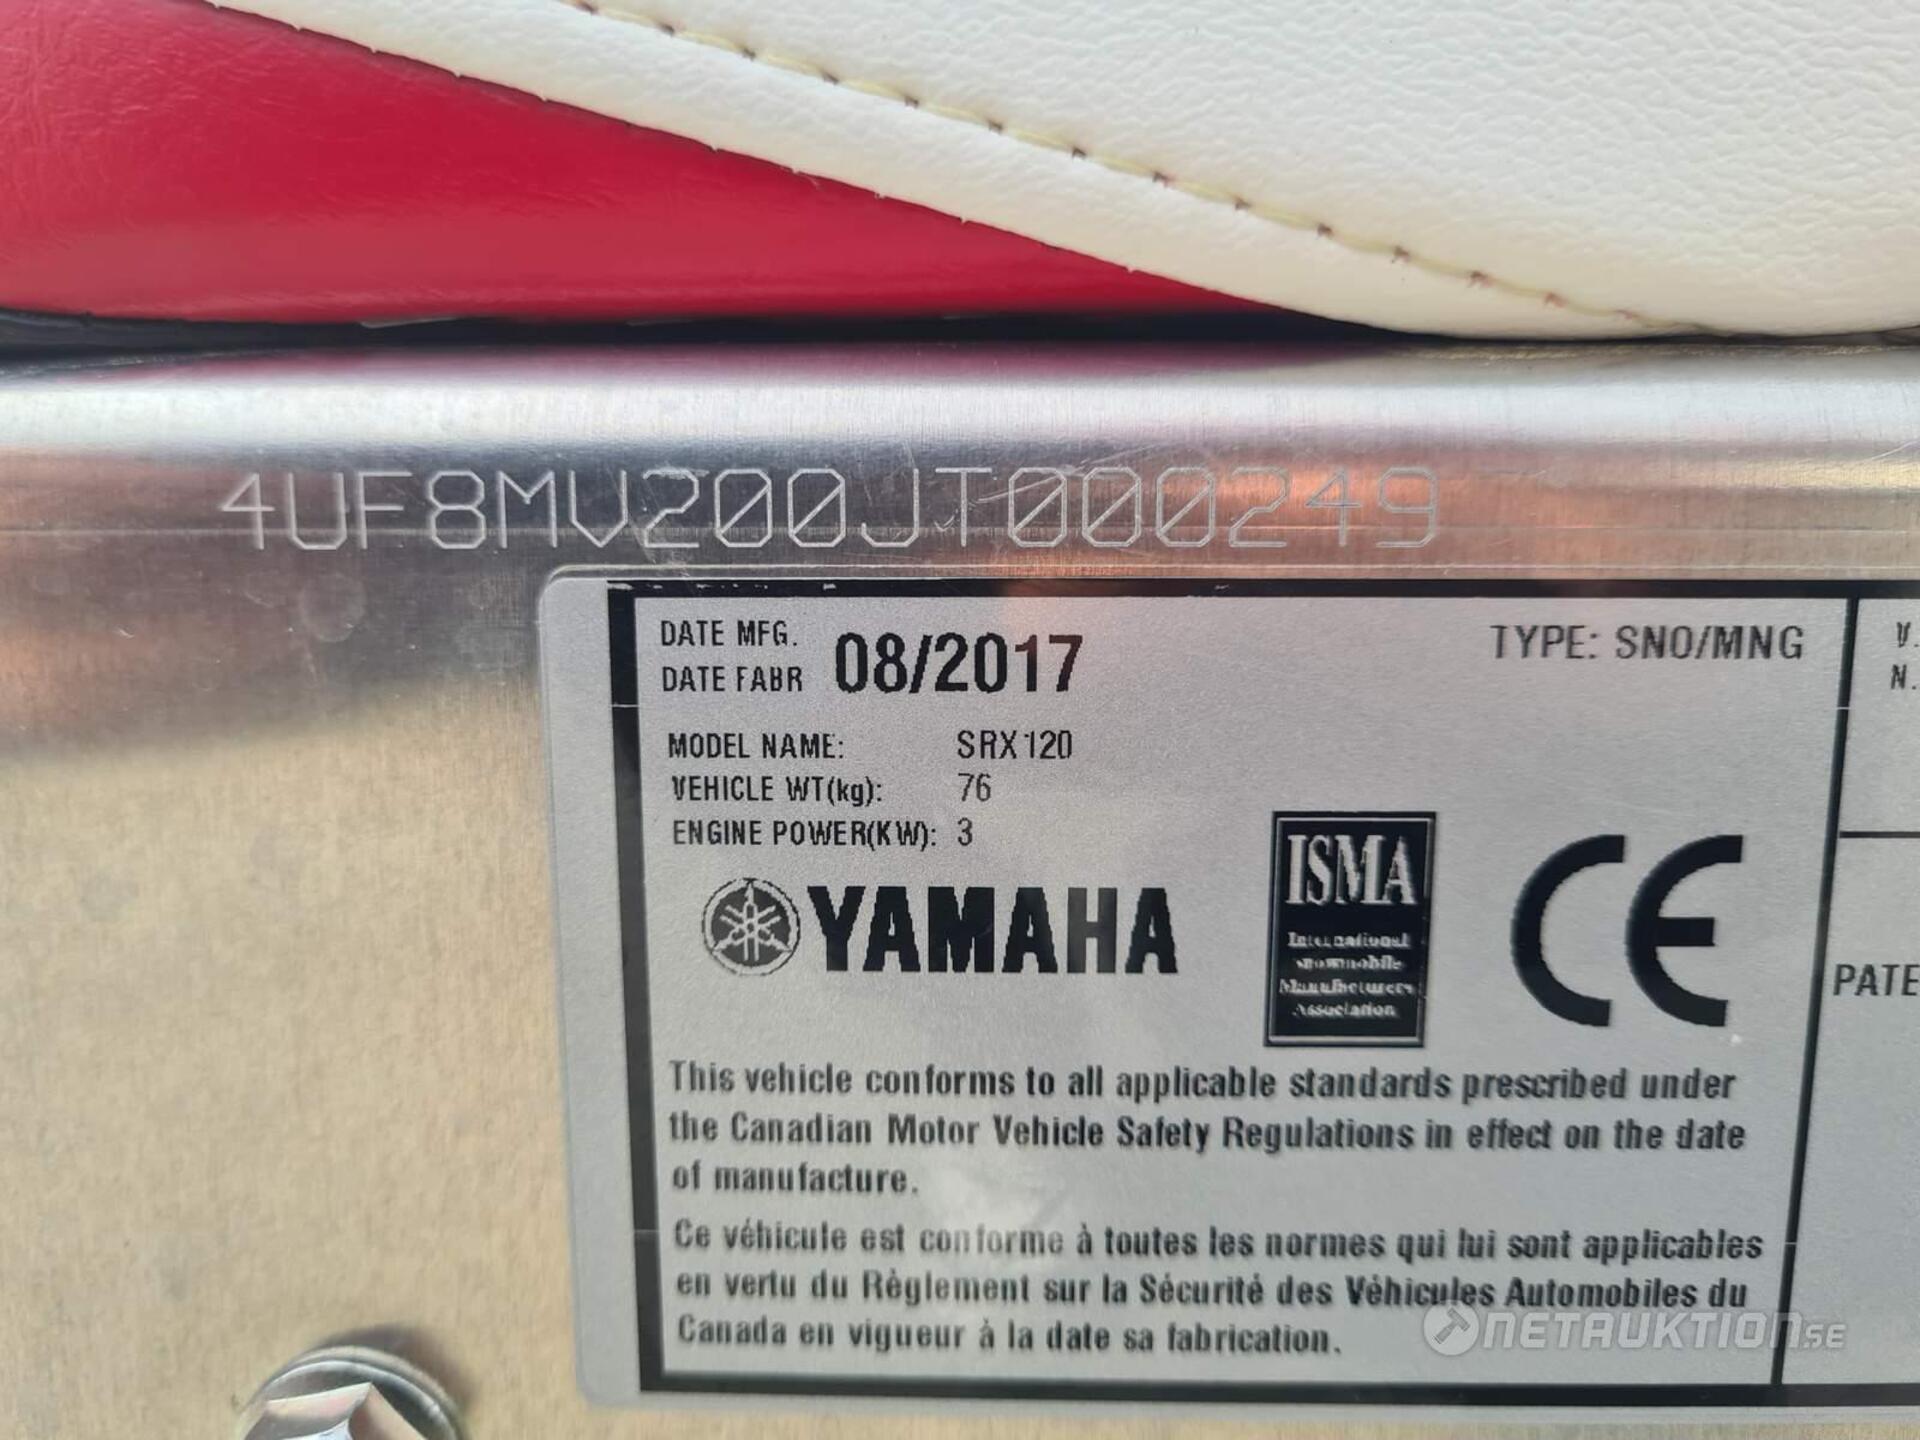 4UF8MV200JT000249
DATE MFG.
DATE FABR 08/2017
TYPE: SNO/MNG
MODEL NAME: SRX120
VEHICLE WT(kg): 76
ENGINE POWER(KW): 3
YAMAHA
ISMA
International
Snowmobile
Manufacturers
Association
CE
This vehicle conforms to all applicable standards prescribed under
the Canadian Motor Vehicle Safety Regulations in effect on the date
of manufacture.
Ce véhicule est conforme à toutes les normes qui lui sont applicables
en vertu du Règlement sur la Sécurité des Véhicules Automobiles du
Canada en vigueur à la date sa fabrication.
V.
N.
PATE
NETAUKTION.SE